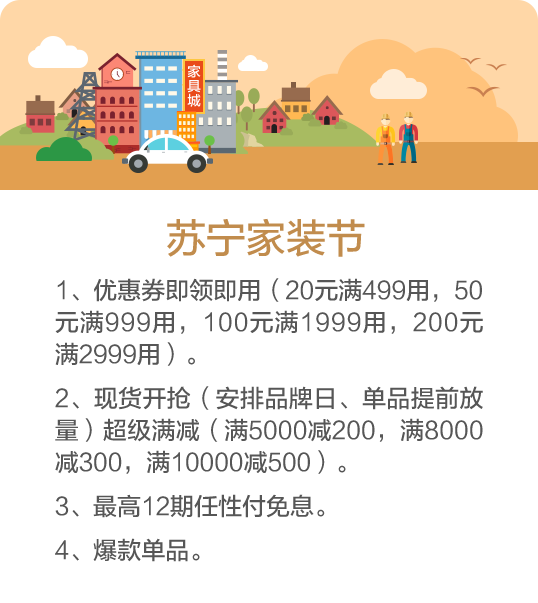 家具城
苏宁家装节
1、优惠券即领即用（20元满499用，50
元满999用，100元满1999用，200元
满2999用）。
2、现货开抢（安排品牌日、单品提前放
量）超级满减（满5000减200，满8000
减300，满10000减500）。
3、最高12期任性付免息。
4、爆款单品。